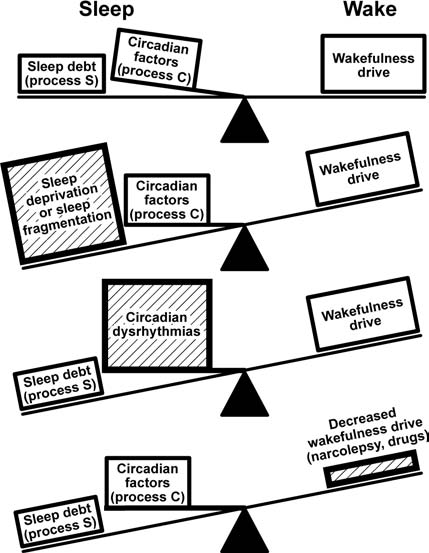 Sleep
Wake
Sleep debt
(process S)
Circadian
factors
(process C)
Wakefulness
drive
Sleep
deprivation
or sleep
fragmentation
Circadian
factors
(process C)
Wakefulness
drive
Sleep debt
(process S)
Circadian
dysrhythmias
Wakefulness
drive
Sleep debt
(process S)
Circadian
factors
(process C)
Decreased
wakefulness drive
(narcolepsy, drugs)